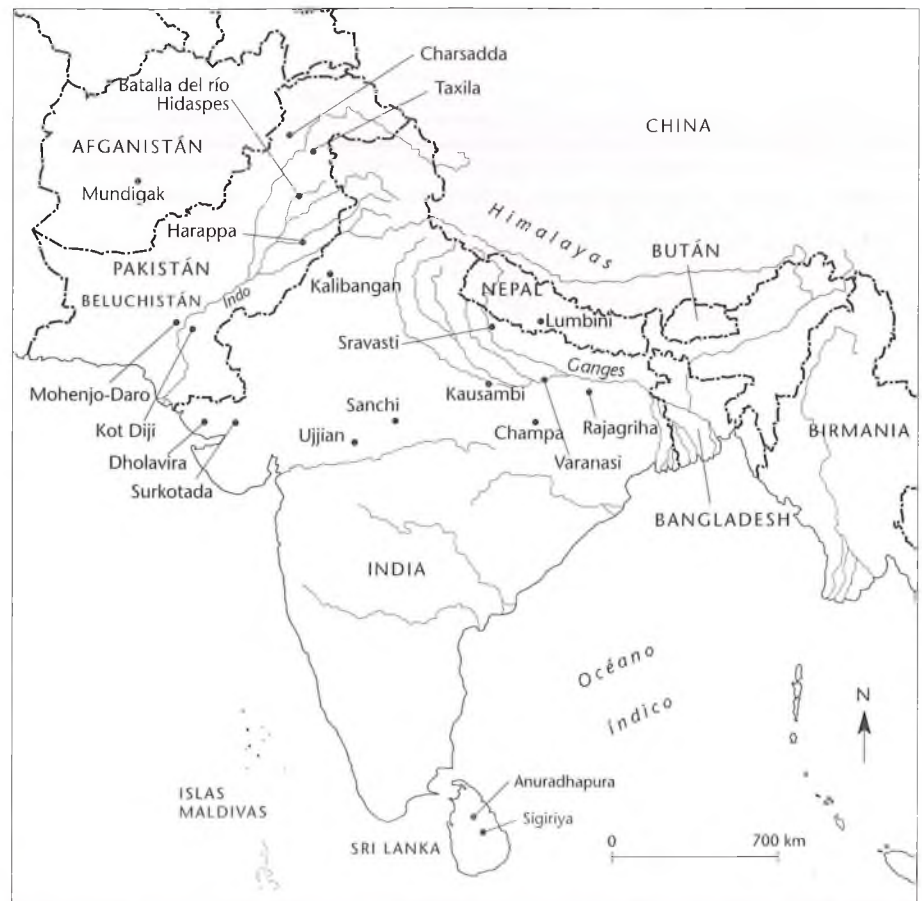 Charsadda
Batalla del río
Hidaspes
Taxila
CHINA
AFGANISTÁN
Mundigak
Himalayas
Harappa
BUTÁN
PAKISTÁN
NEPAL
Kalibangan
BELUCHISTÁN
Indo
Lumbini
Sravasti
Ganges
Mohenjo-Daro
Kausambi
Sanchi
Kot Diji
Ujjian
Champa
Rajagriha
BIRMANIA
Dholavira
Varanasi
Surkotada
BANGLADESH
INDIA
Océano
Índico
N
ISLAS
MALDIVAS
Anuradhapura
Sigiriya
SRI LANKA
0
700 km